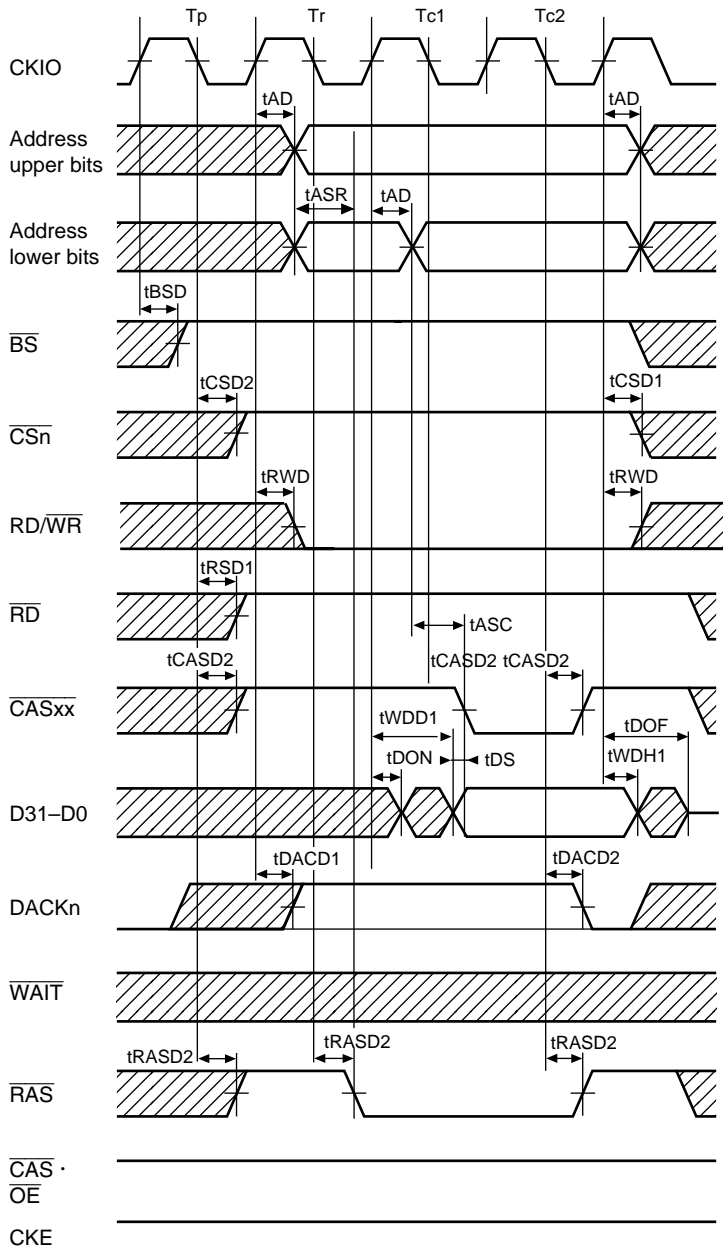 Tp Tr Tc1 Tc2
CKIO
tAD tAD
Address
upper bits
tASR tAD
Address
lower bits
tBSD
BS
tCSD2 tCSD1
CSn
tRWD tRWD
RD/WR
tRSD1
RD
tASC
tCASD2 tCASD2 tCASD2
CASxx
tWDD1 tDOF
tDON tDS tWDH1
D31–D0
tDACD1 tDACD2
DACKn
WAIT
tRASD2 tRASD2 tRASD2
RAS
CAS ·
OE
CKE